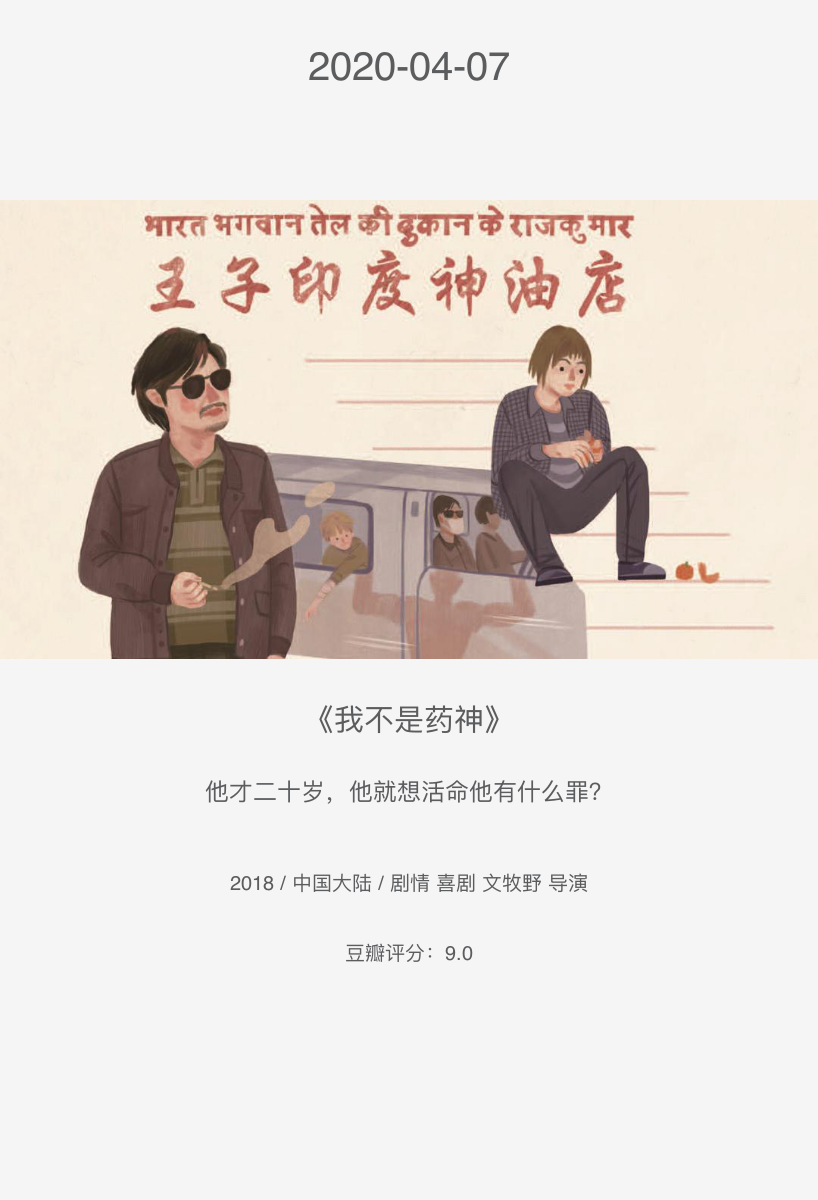 2020-04-07
भारत भगवान तेल की दुकान के राजकुमार
王子印度神油店
《我不是药神》
他才二十岁，他就想活命他有什么罪？
2018 / 中国大陆 / 剧情 喜剧 文牧野 导演
豆瓣评分：9.0